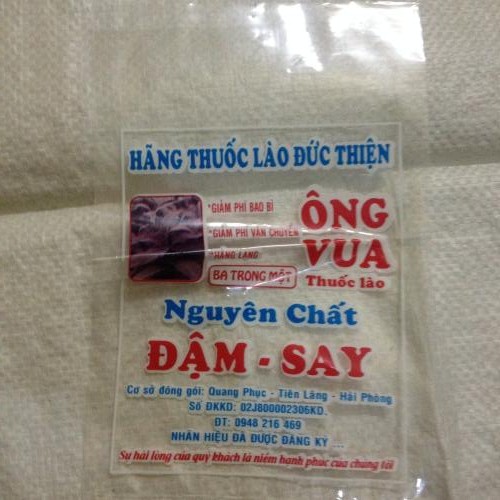 HÃNG THUỐC LÀO ĐỨC THIỆN
*GIẢM PHÍ BAO BÌ
*GIẢM PHÍ VẬN CHUYỂN
*HÀNG LẠNG
BA TRONG MỘT
ÔNG
VUA
Thuốc lào
Nguyên Chất
ĐẬM - SAY
Cơ sở đóng gói: Quang Phục - Tiên Lãng - Hải Phòng
Số ĐKKD: 02J800002306KD.
ĐT: 0948 216 469
NHÃN HIỆU ĐÃ ĐƯỢC ĐĂNG KÝ ...
Sự hài lòng của quý khách là niềm hạnh phúc của chúng tôi